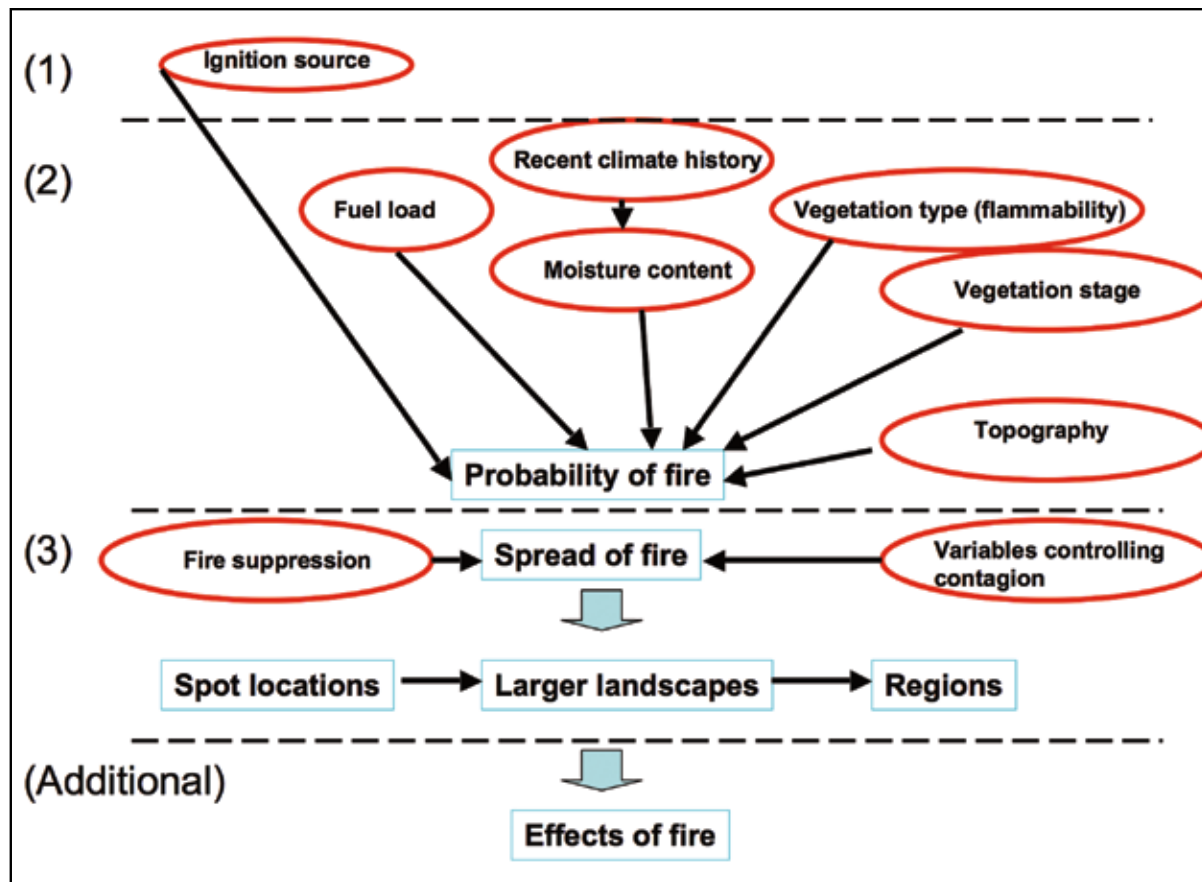 (1)
Ignition source
(2)
Recent climate history
Fuel load
Vegetation type (flammability)
Moisture content
Vegetation stage
Topography
Probability of fire
(3)
Fire suppression
Spread of fire
Variables controlling
contagion
Spot locations
Larger landscapes
Regions
(Additional)
Effects of fire